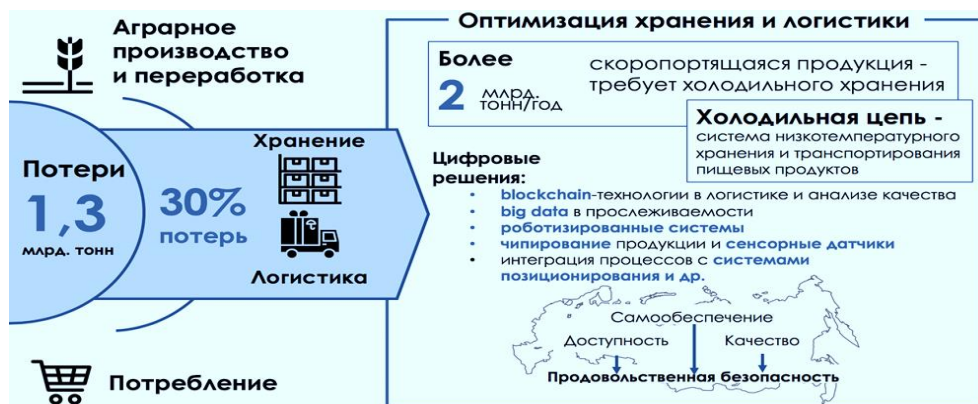 Аграрное
производство
и переработка
Потери
1,3
млрд. тонн
30%
потерь
Хранение
Логистика
Потребление
Оптимизация хранения и логистики
Более
2 млрд.
тонн/год
скоропортящаяся продукция -
требует холодильного хранения
Холодильная цепь -
система низкотемпературного
хранения и транспортирования
пищевых продуктов
Цифровые
решения:
• blockchain-технологии в логистике и анализе качества
• big data в прослеживаемости
• роботизированные системы
• чипирование продукции и сенсорные датчики
• интеграция процессов с системами
позиционирования и др.
Самообеспечение
Доступность Качество
Продовольственная безопасность